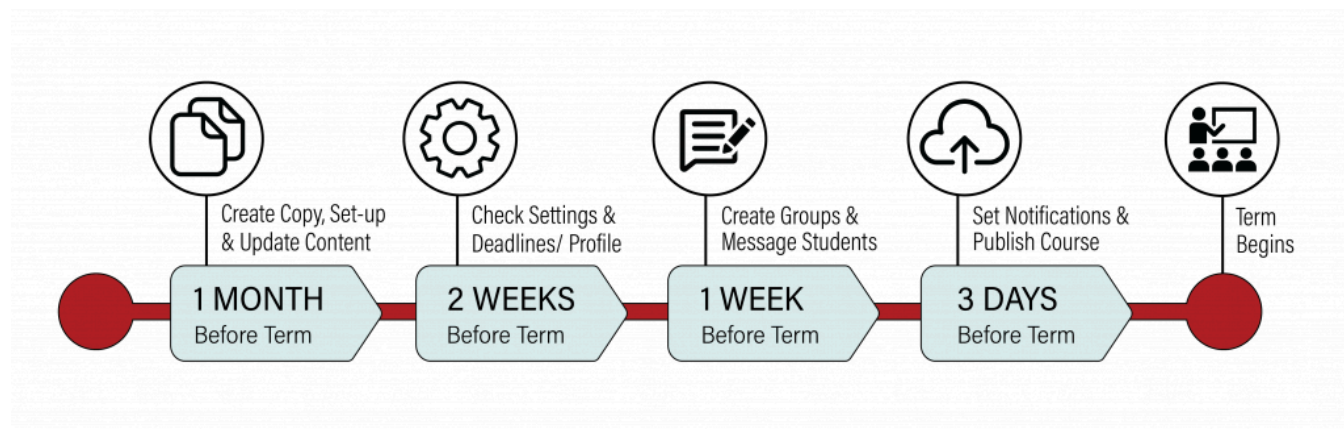 Create Copy, Set-up
& Update Content
1 MONTH
Before Term
Check Settings &
Deadlines/ Profile
2 WEEKS
Before Term
Create Groups &
Message Students
1 WEEK
Before Term
Set Notifications &
Publish Course
3 DAYS
Before Term
Term
Begins